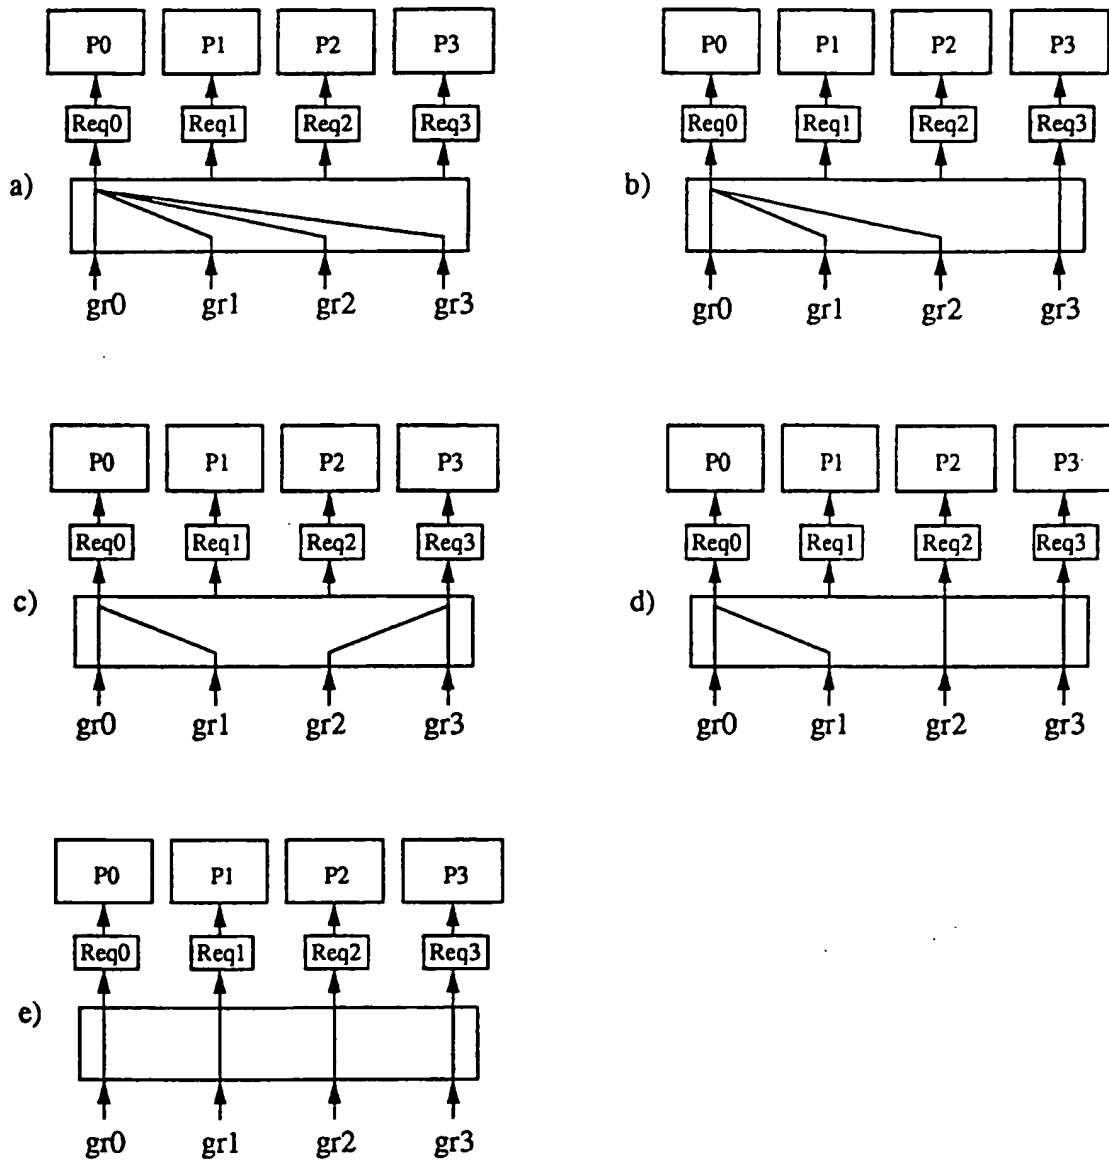 P0 P1 P2 P3
Req0 Req1 Req2 Req3
a)
gr0 gr1 gr2 gr3
P0 P1 P2 P3
Req0 Req1 Req2 Req3
b)
gr0 gr1 gr2 gr3
P0 P1 P2 P3
Req0 Req1 Req2 Req3
c)
gr0 gr1 gr2 gr3
P0 P1 P2 P3
Req0 Req1 Req2 Req3
d)
gr0 gr1 gr2 gr3
P0 P1 P2 P3
Req0 Req1 Req2 Req3
e)
gr0 gr1 gr2 gr3